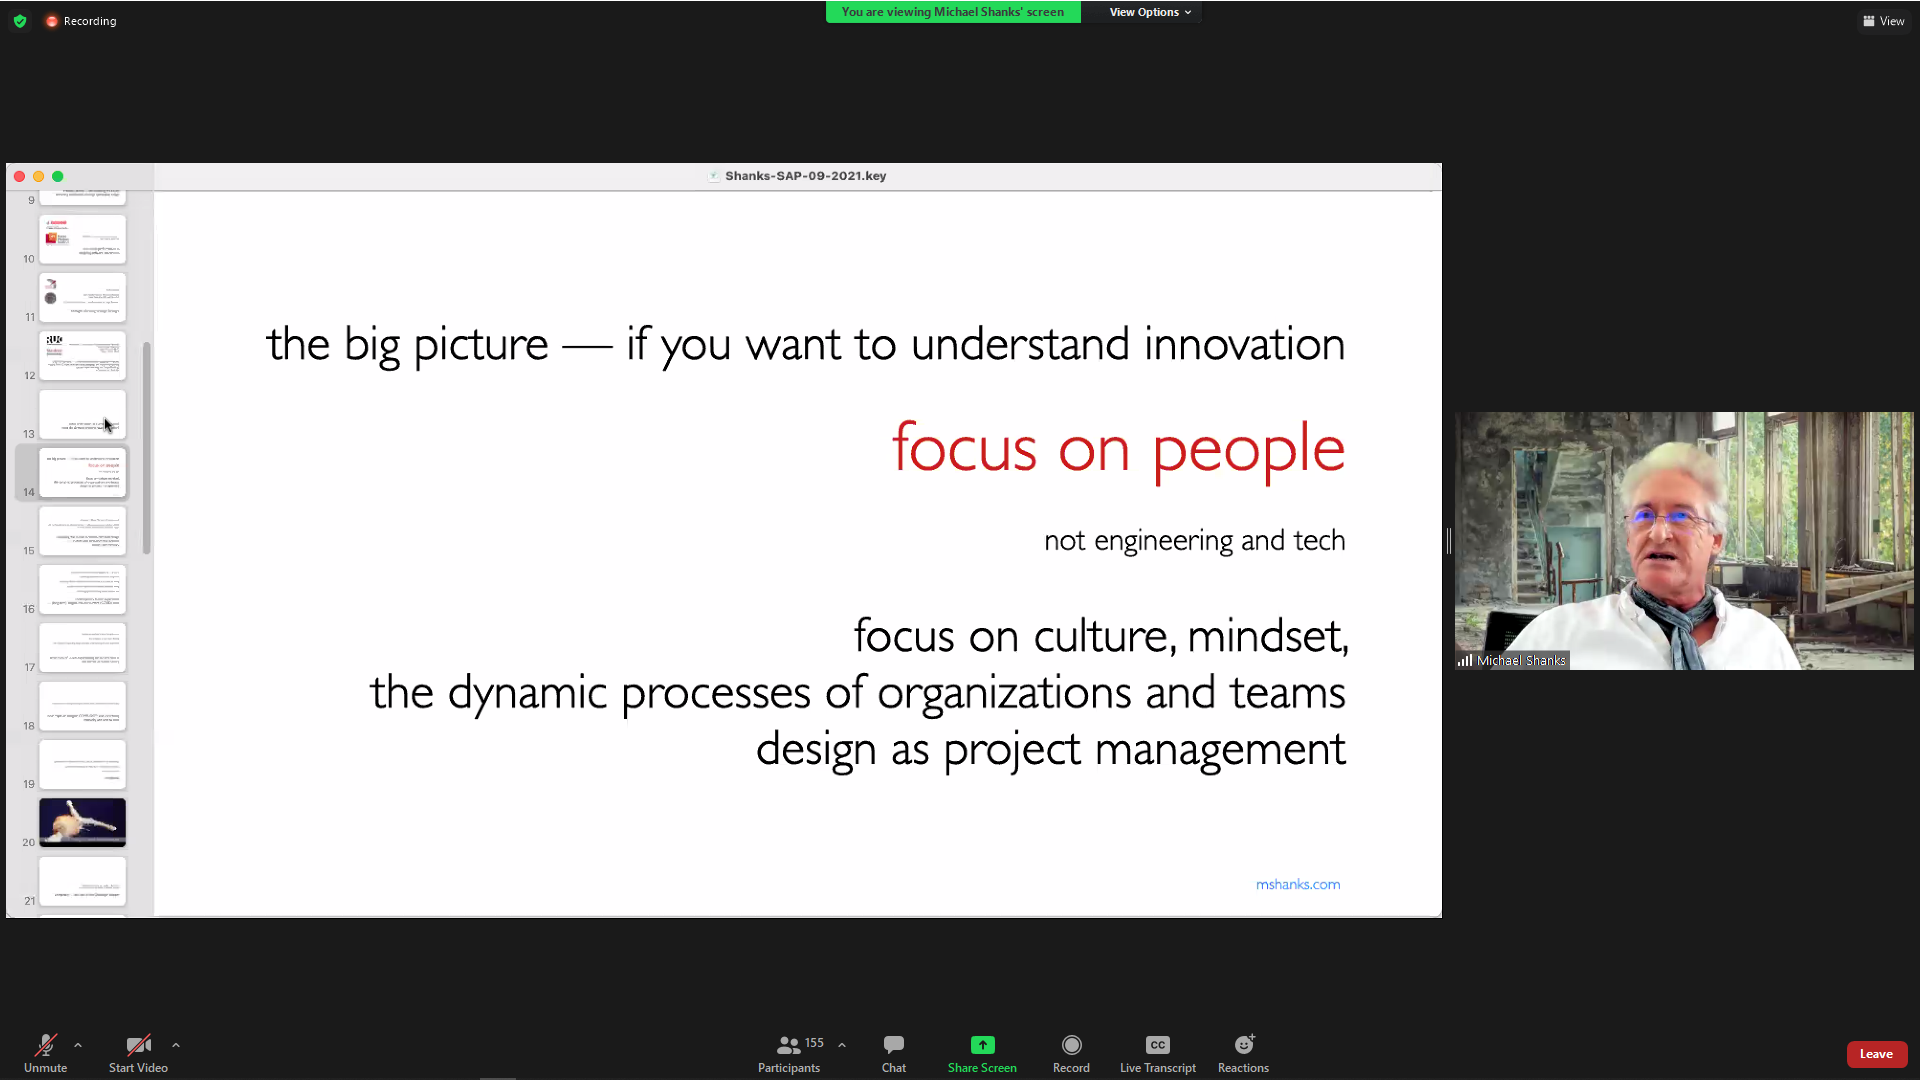 Recording
You are viewing Michael Shanks' screen
View Options
View
Shanks-SAP-09-2021.key
9
10
11
12
13
14
15
16
17
18
19
20
21
the big picture — if you want to understand innovation
focus on people
not engineering and tech
focus on culture, mindset,
the dynamic processes of organizations and teams
design as project management
mshanks.com
Michael Shanks
Unmute
Start Video
155
Participants
Chat
Share Screen
Record
CC
Live Transcript
Reactions
Leave